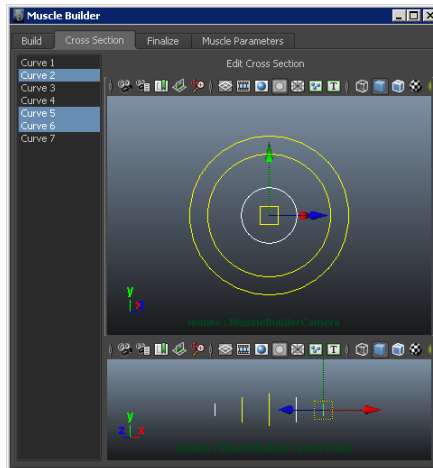 Muscle Builder
Build Cross Section Finalize Muscle Parameters
Edit Cross Section
Curve 1
Curve 2
Curve 3
Curve 4
Curve 5
Curve 6
Curve 7
T
y
z
Isolate : MuscleBuilderCamera
T
y
z x